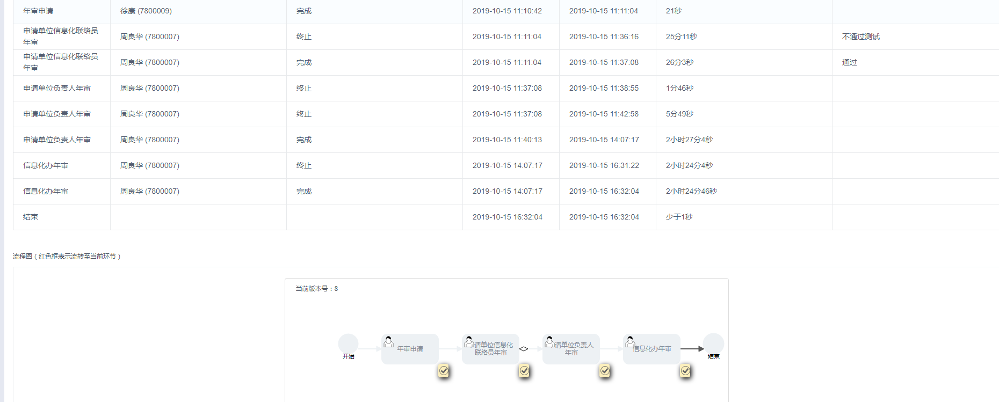 年审申请 徐康 (7800009) 完成 2019-10-15 11:10:42 2019-10-15 11:11:04 21秒
申请单位信息化联络员
年审 周良华 (7800007) 终止 2019-10-15 11:11:04 2019-10-15 11:36:16 25分11秒 不通过测试
申请单位信息化联络员
年审 周良华 (7800007) 完成 2019-10-15 11:11:04 2019-10-15 11:37:08 26分3秒 通过
申请单位负责人年审 周良华 (7800007) 终止 2019-10-15 11:37:08 2019-10-15 11:38:55 1分46秒
申请单位负责人年审 周良华 (7800007) 终止 2019-10-15 11:37:08 2019-10-15 11:42:58 5分49秒
申请单位负责人年审 周良华 (7800007) 完成 2019-10-15 11:40:13 2019-10-15 14:07:17 2小时27分4秒
信息化办年审 周良华 (7800007) 终止 2019-10-15 14:07:17 2019-10-15 16:31:22 2小时24分4秒
信息化办年审 周良华 (7800007) 完成 2019-10-15 14:07:17 2019-10-15 16:32:04 2小时24分46秒
结束 2019-10-15 16:32:04 2019-10-15 16:32:04 少于1秒
流程图（红色框表示流转至当前环节）
当前版本号：8
开始
年审申请
请单位信息化
联络员年审
请单位负责人
年审
信息化办年审
结束